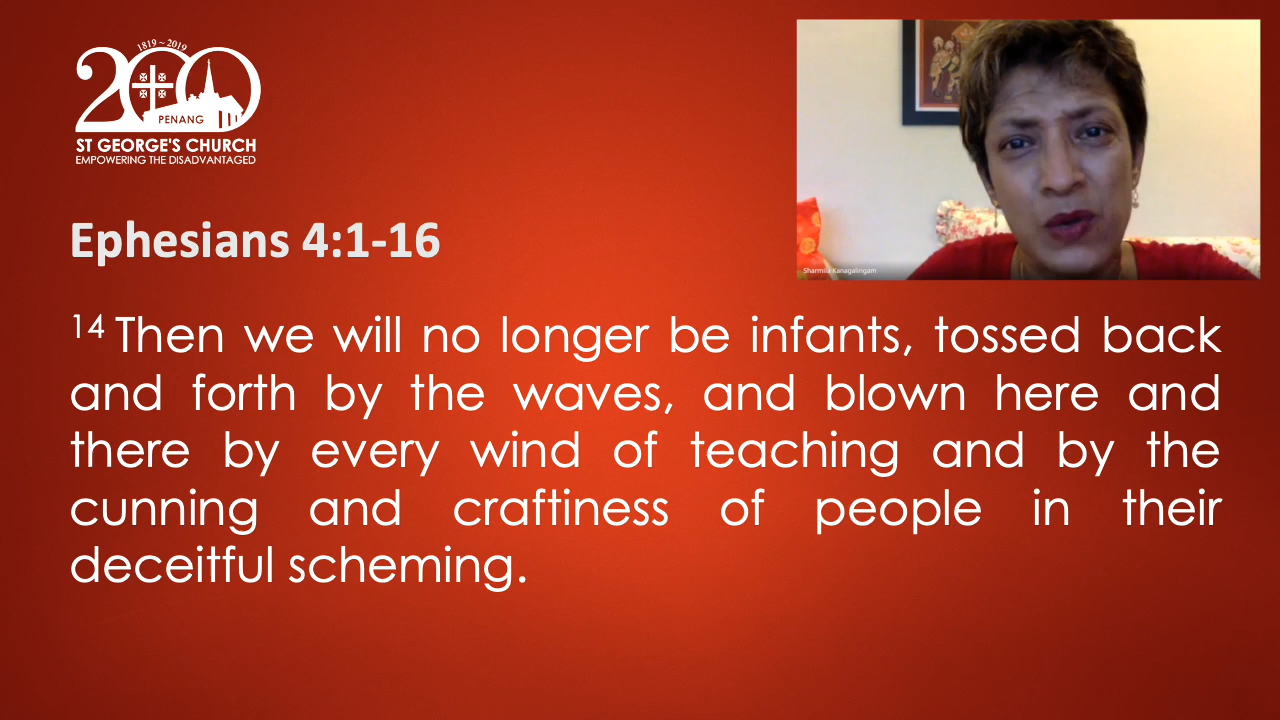 1819 ~ 2019
200
PENANG
ST GEORGE'S CHURCH
EMPOWERING THE DISADVANTAGED
Sharmila Kanagalingam
Ephesians 4:1-16
14 Then we will no longer be infants, tossed back
and forth by the waves, and blown here and
there by every wind of teaching and by the
cunning and craftiness of people in their
deceitful scheming.